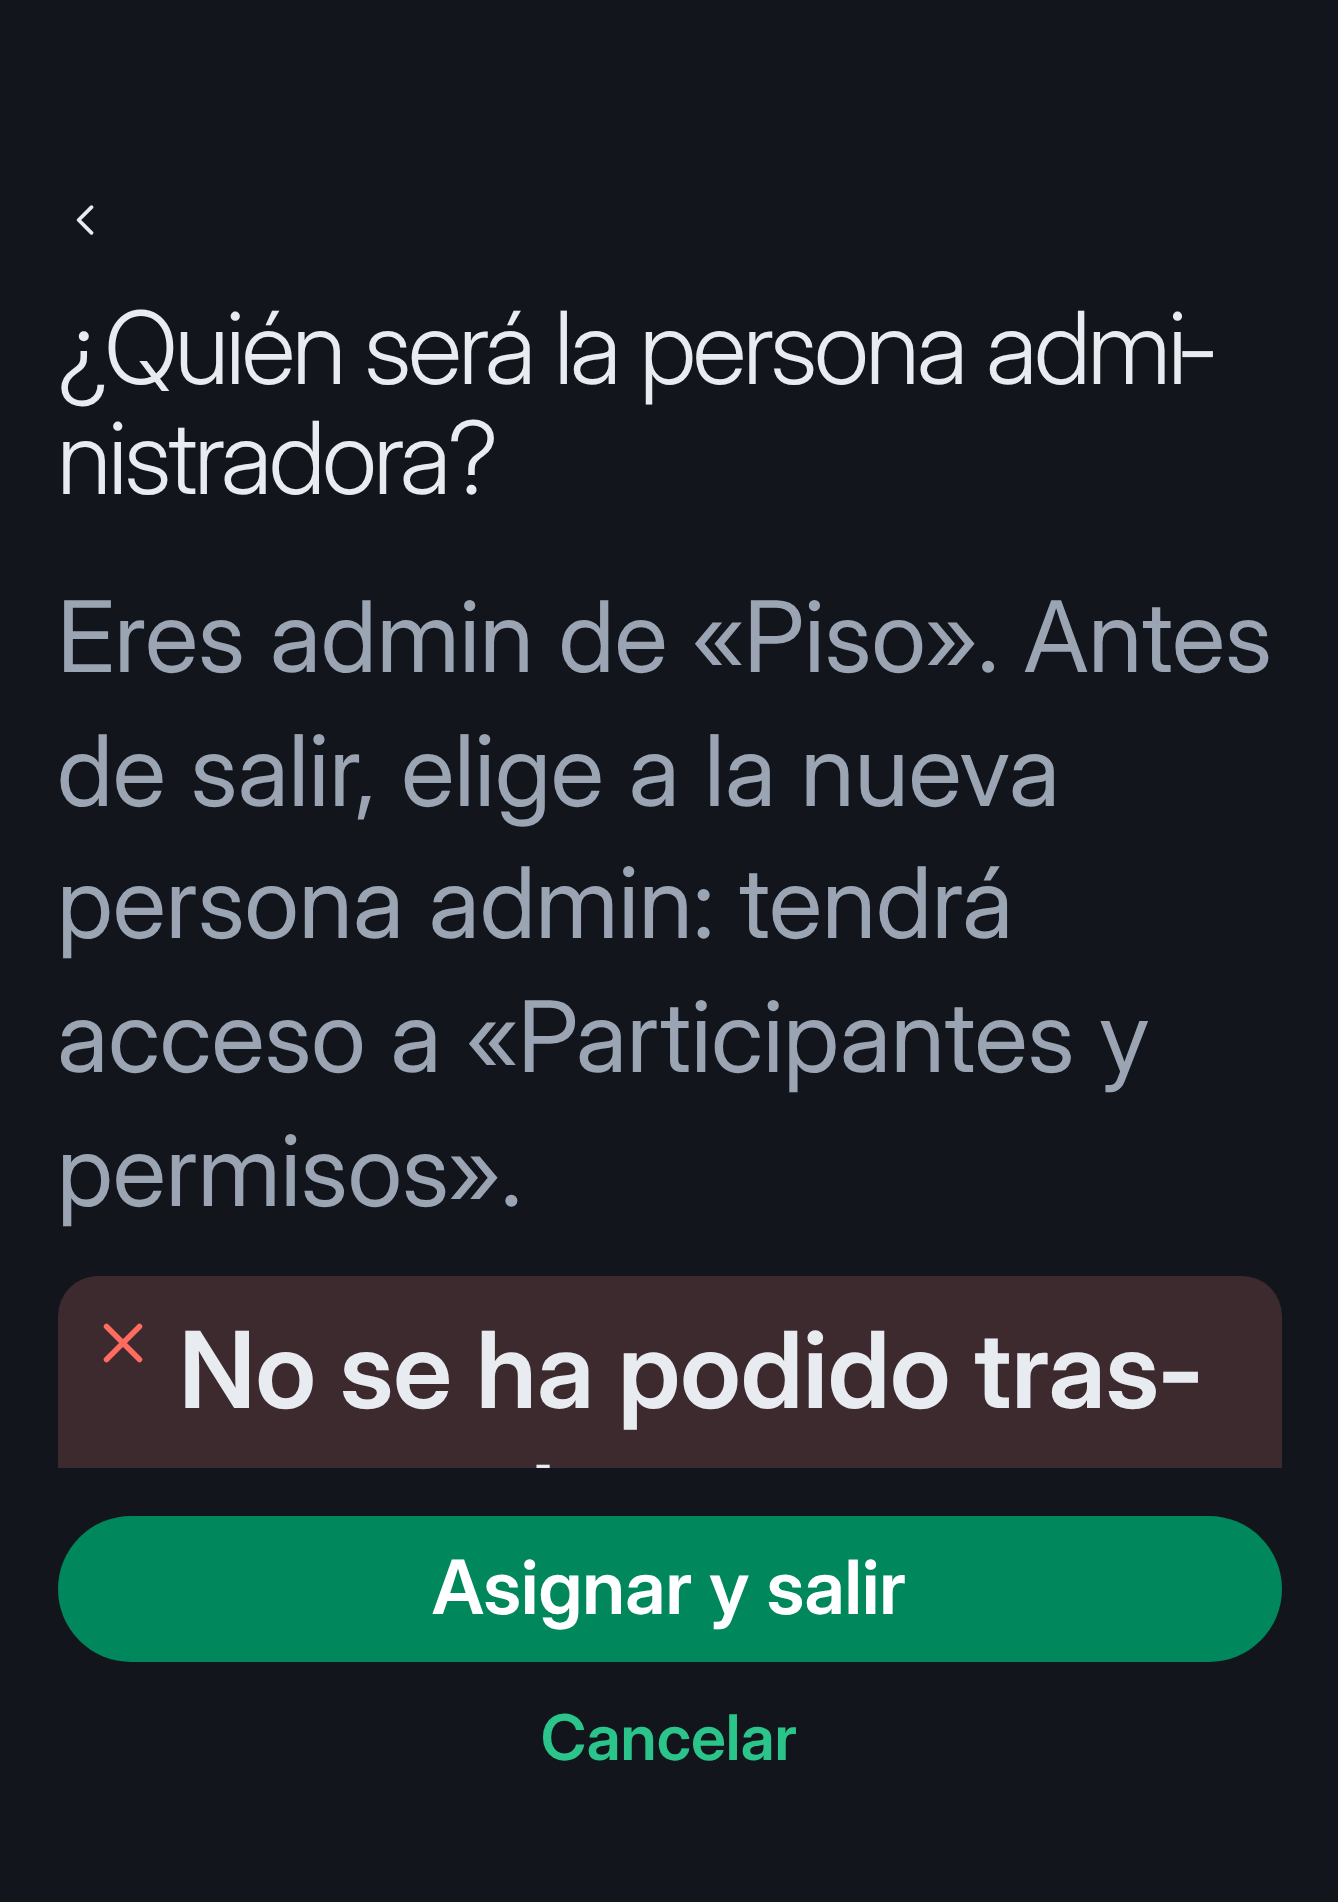 ¿Quién será la persona admi-
nistradora?
Eres admin de «Piso». Antes
de salir, elige a la nueva
persona admin: tendrá
acceso a «Participantes y
permisos».
No se ha podido tras-
Asignar y salir
Cancelar